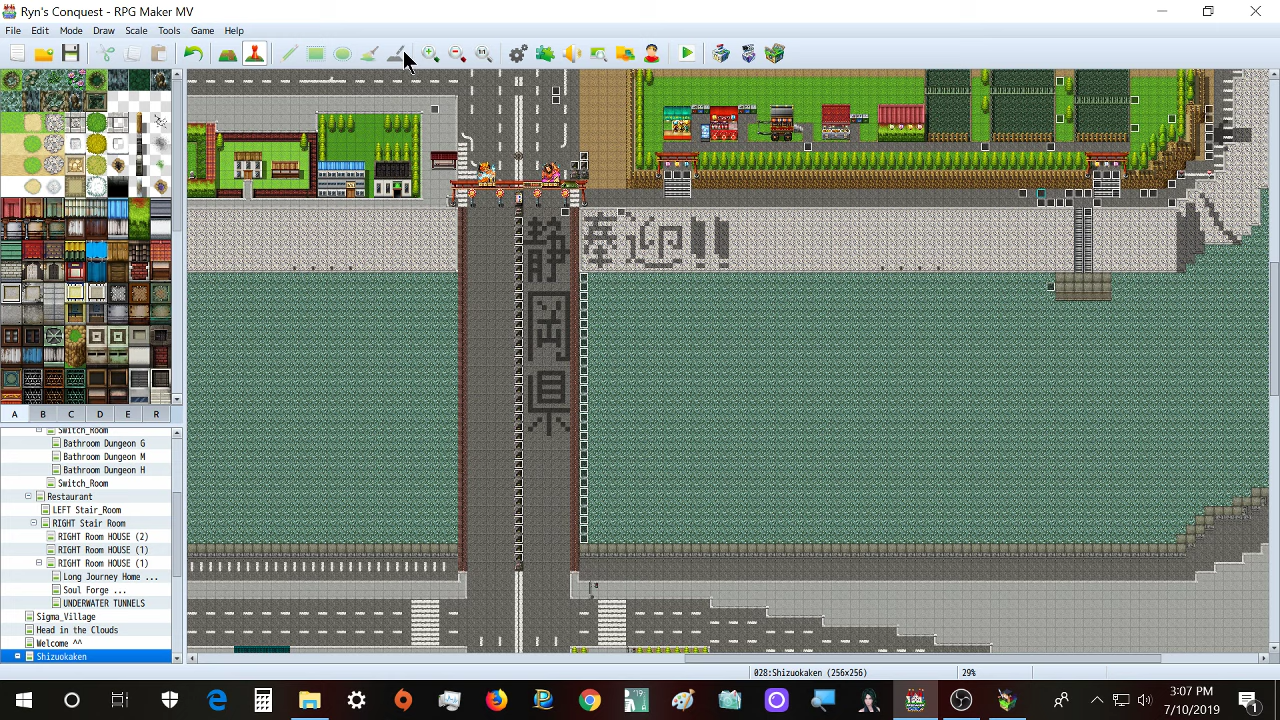 Ryn's Conquest - RPG Maker MV
File Edit Mode Draw Scale Tools Game Help
静岡県
迎!!
A B C D E R
Switch_Room
Bathroom Dungeon G
Bathroom Dungeon M
Bathroom Dungeon H
Switch_Room
Restaurant
LEFT Stair_Room
RIGHT Stair Room
RIGHT Room HOUSE (2)
RIGHT Room HOUSE (1)
RIGHT Room HOUSE (1)
Long Journey Home ...
Soul Forge ...
UNDERWATER TUNNELS
Sigma_Village
Head in the Clouds
Welcome ^^
Shizuokaken
028:Shizuokaken (256x256) 29%
3:07 PM
7/10/2019